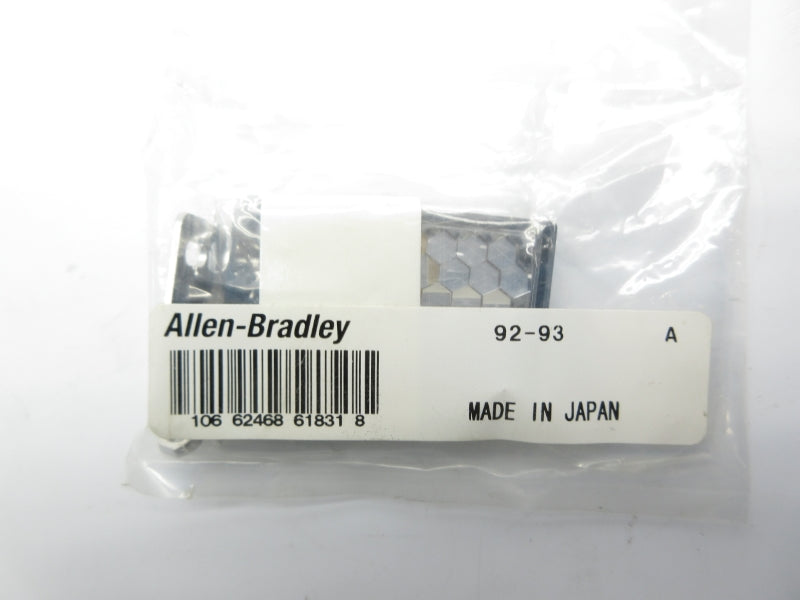 Allen-Bradley 92-93 A
106 62468 61831 8
MADE IN JAPAN